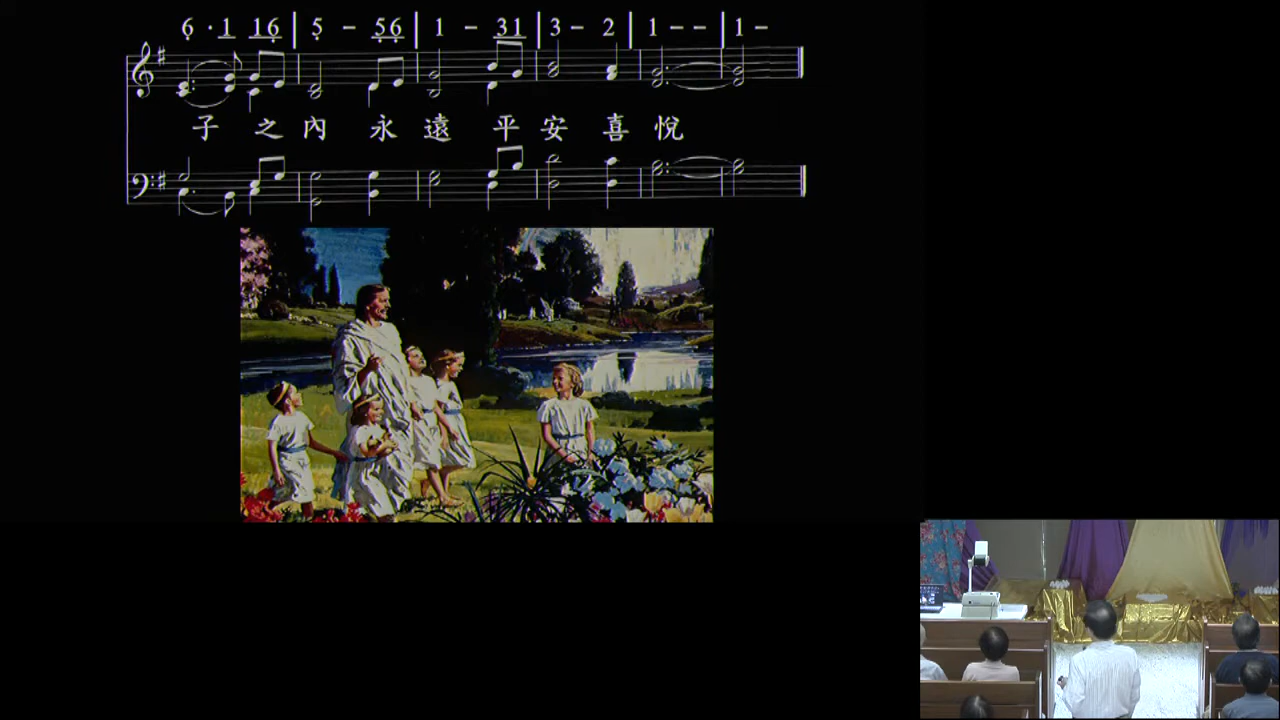 6 · 1 16 | 5 – 56 | 1 – 31 | 3 – 2 | 1 – – | 1 –
子 之 內 永 遠 平 安 喜 悅